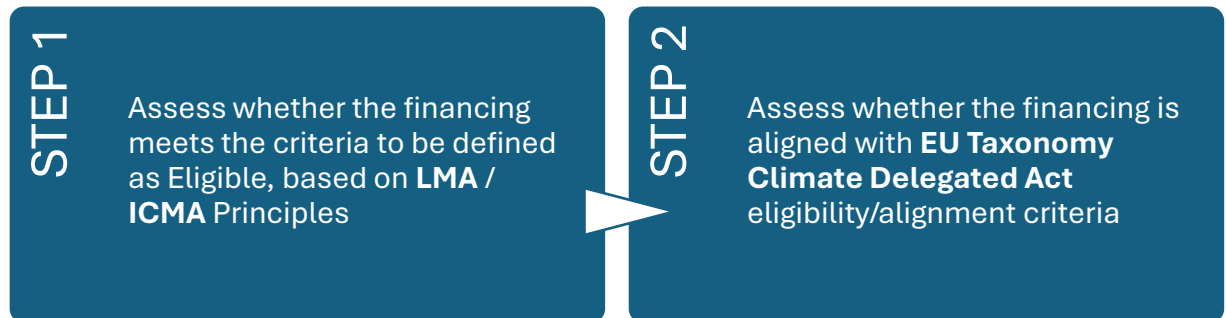 STEP 1
Assess whether the financing
meets the criteria to be defined
as Eligible, based on LMA /
ICMA Principles
STEP 2
Assess whether the financing is
aligned with EU Taxonomy
Climate Delegated Act
eligibility/alignment criteria